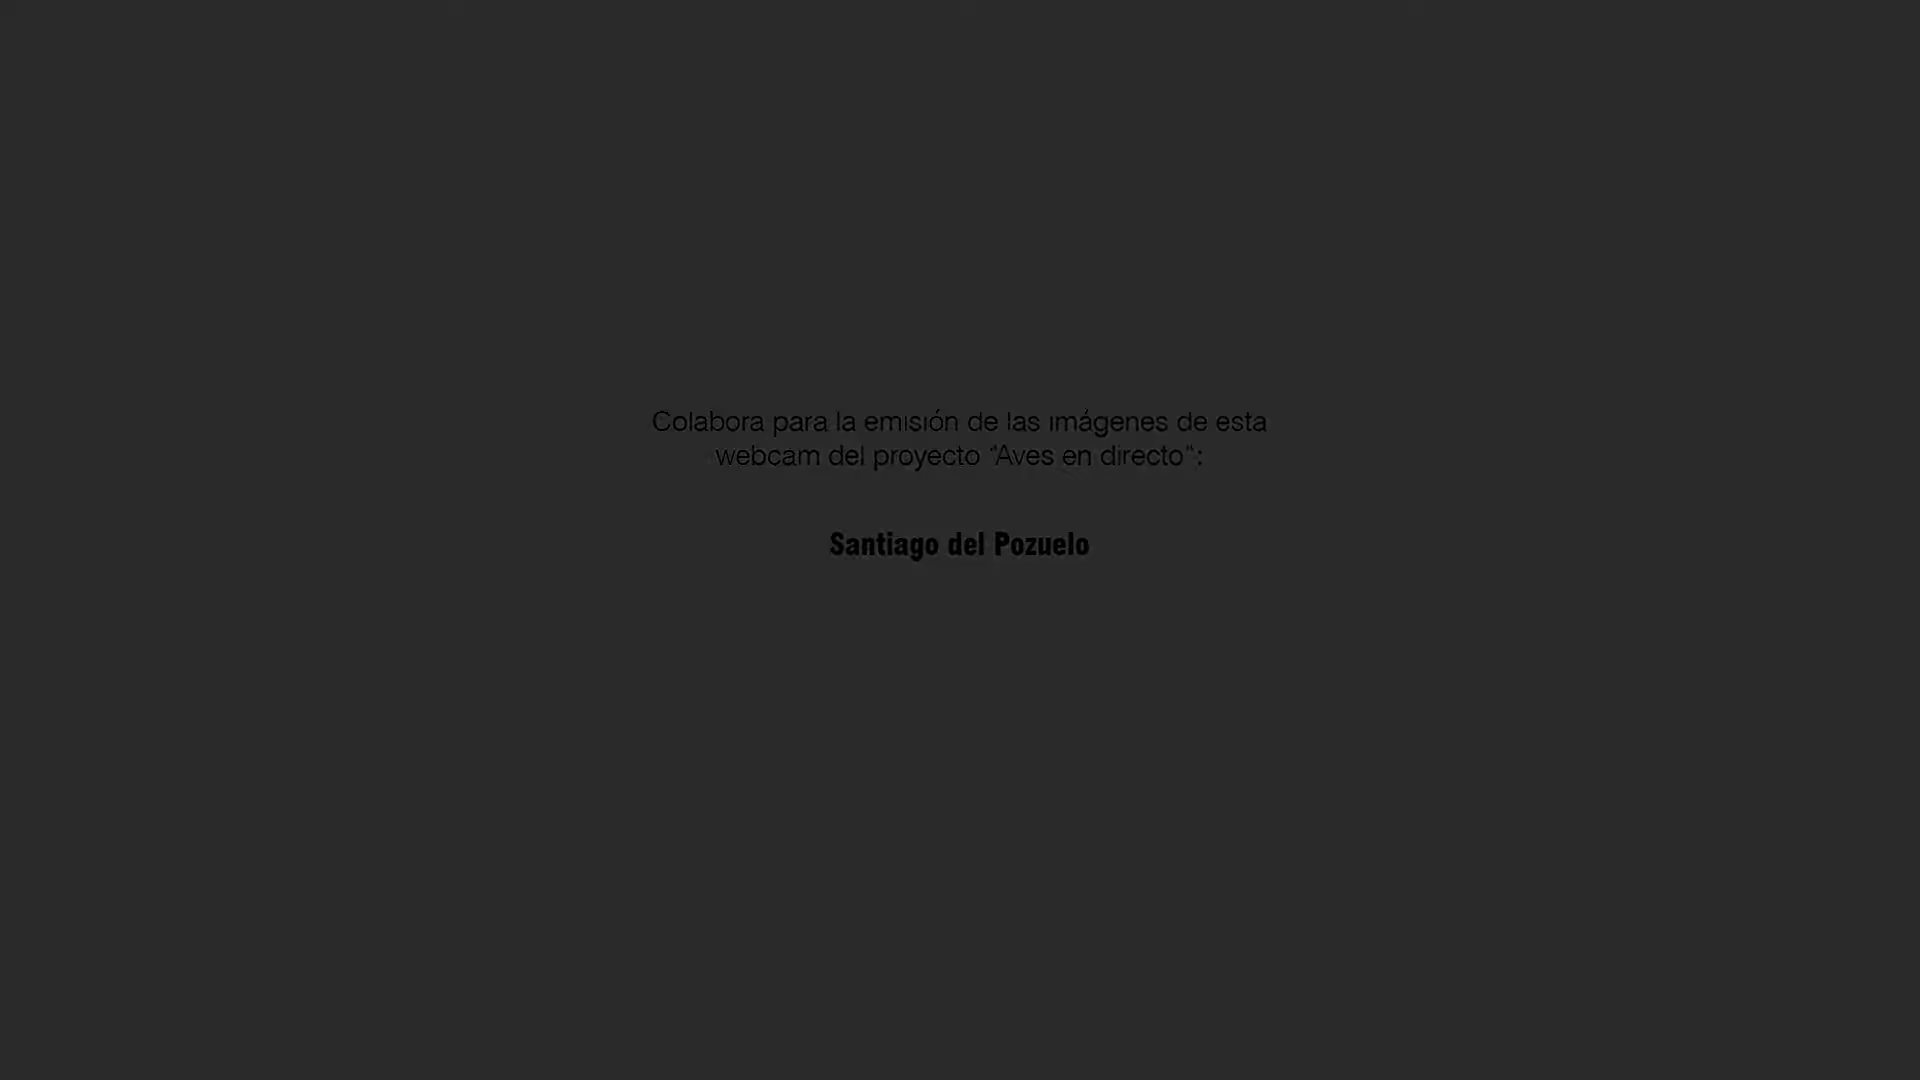 Colabora para la emisión de las imágenes de esta
webcam del proyecto "Aves en directo":
Santiago del Pozuelo